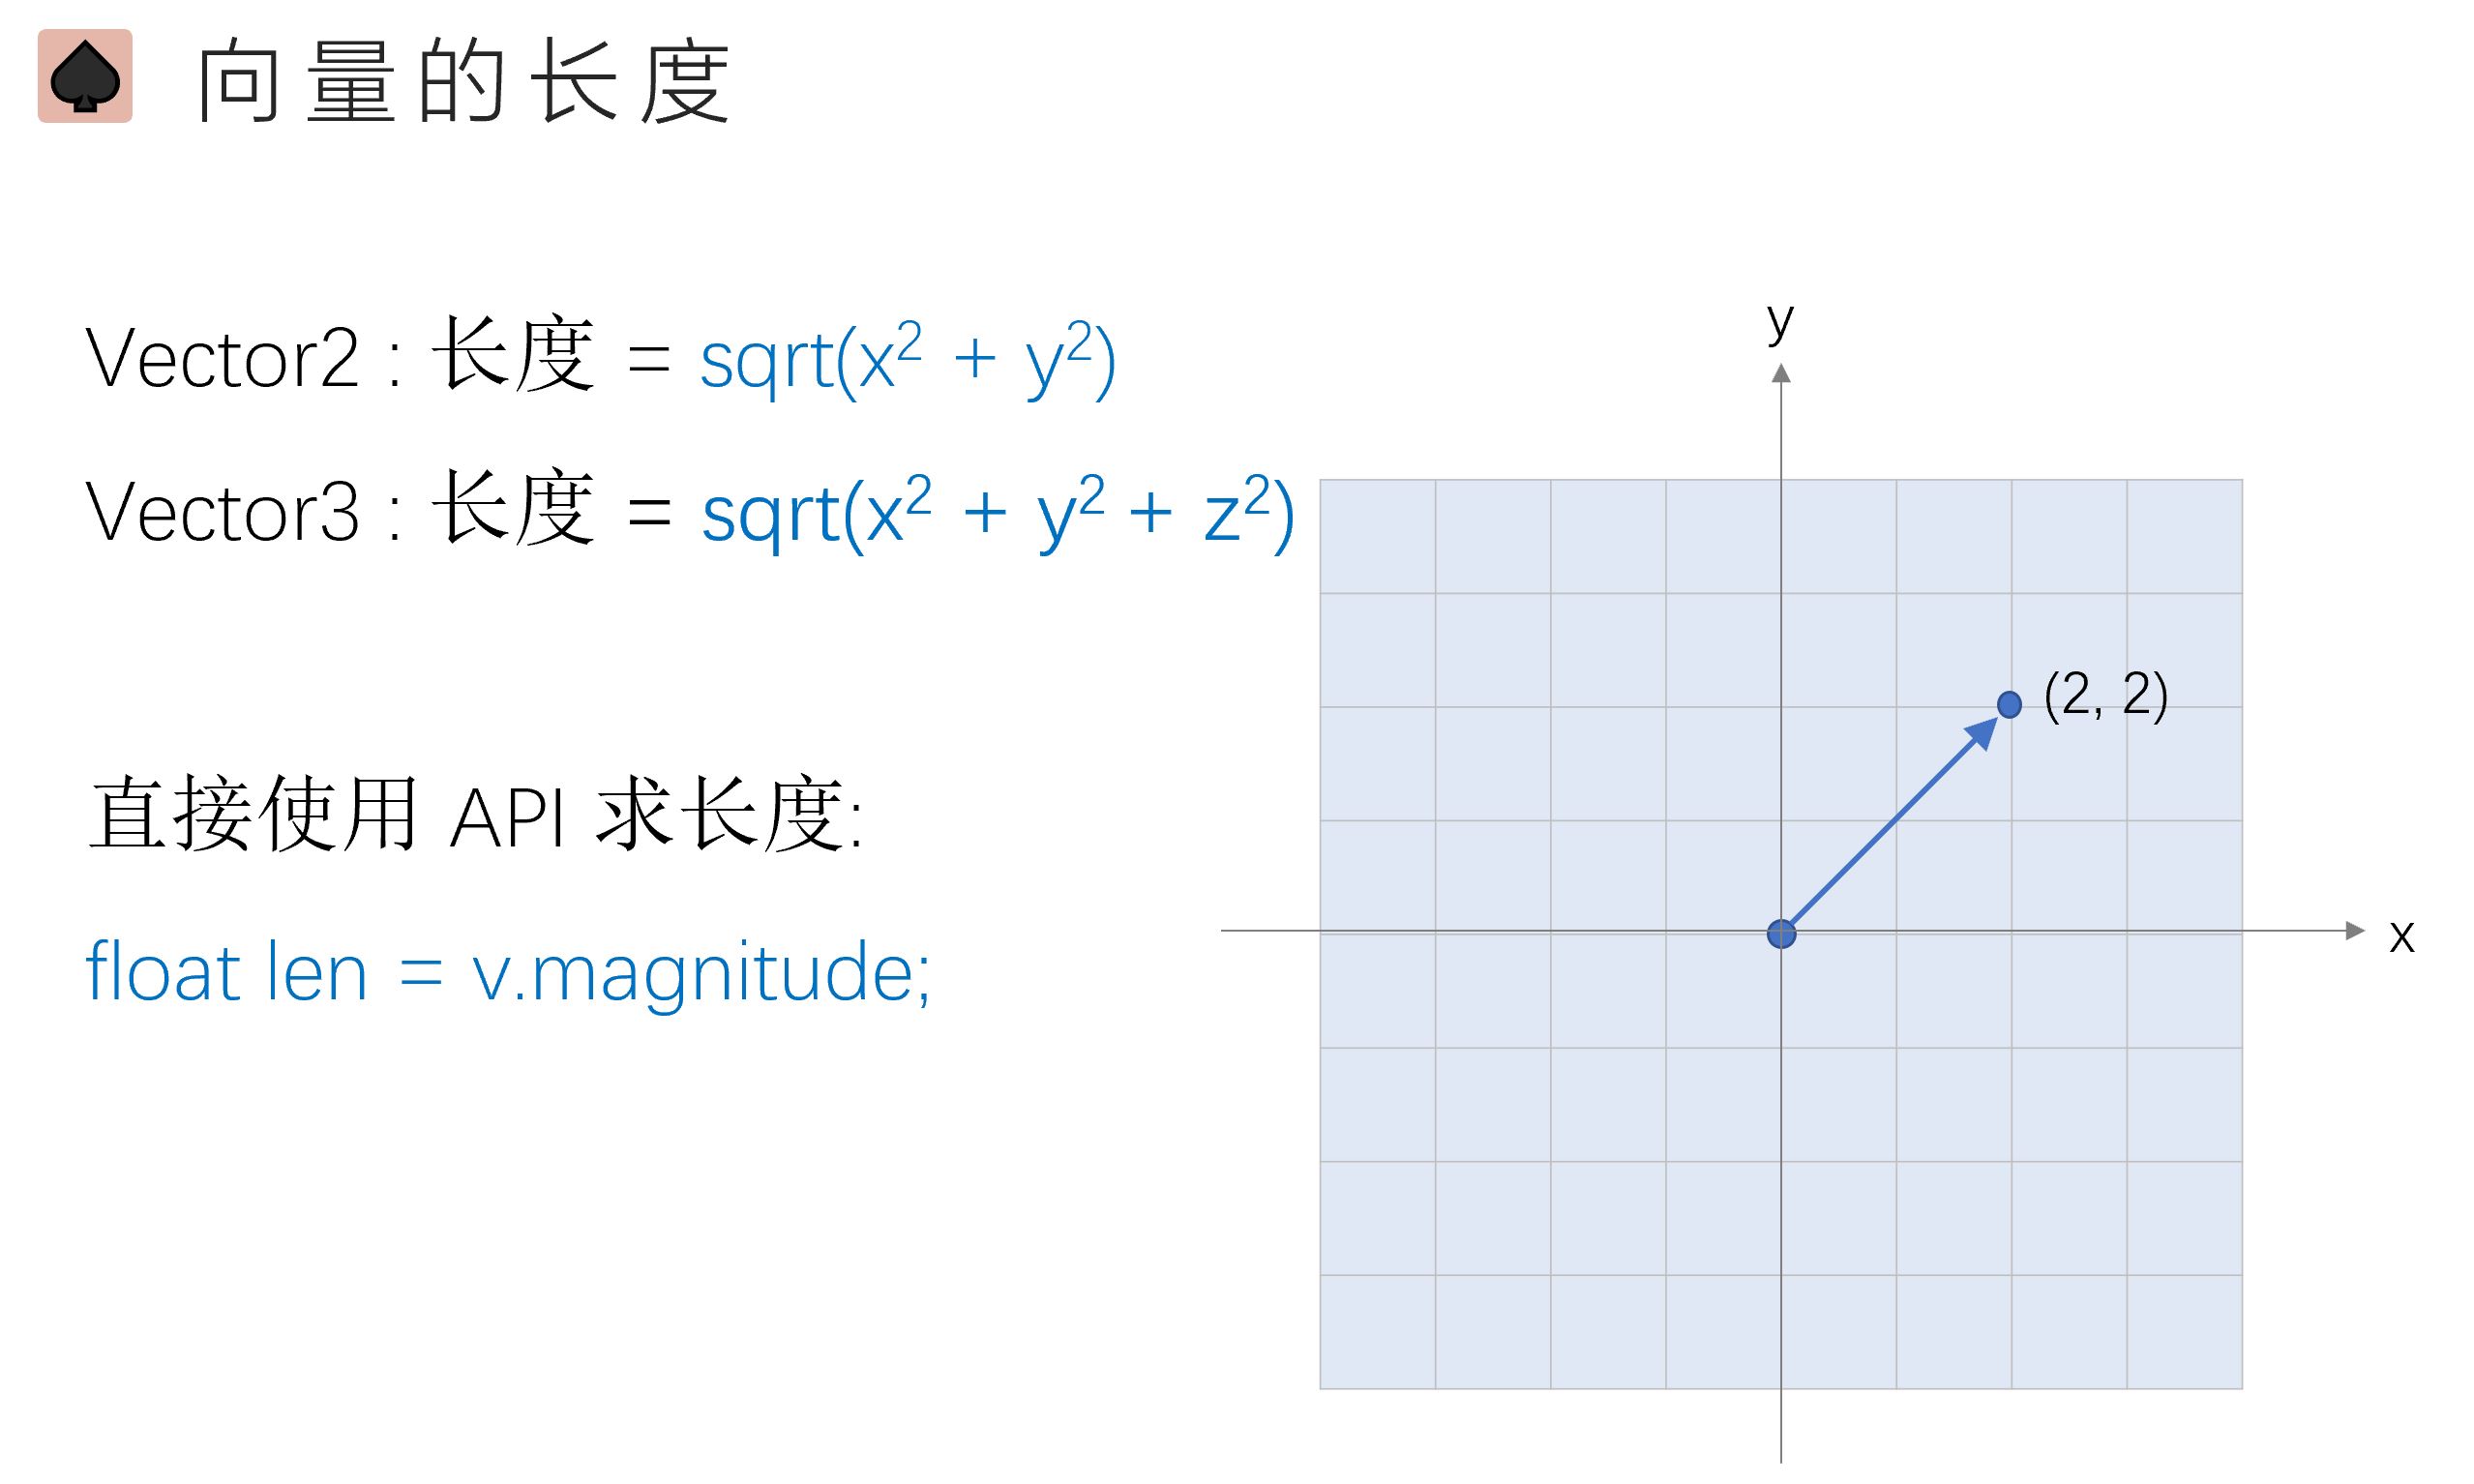 向量的长度
Vector2 : 长度 = sqrt(x² + y²)
Vector3 : 长度 = sqrt(x² + y² + z²)
直接使用 API 求长度:
float len = v.magnitude;
y
(2, 2)
x